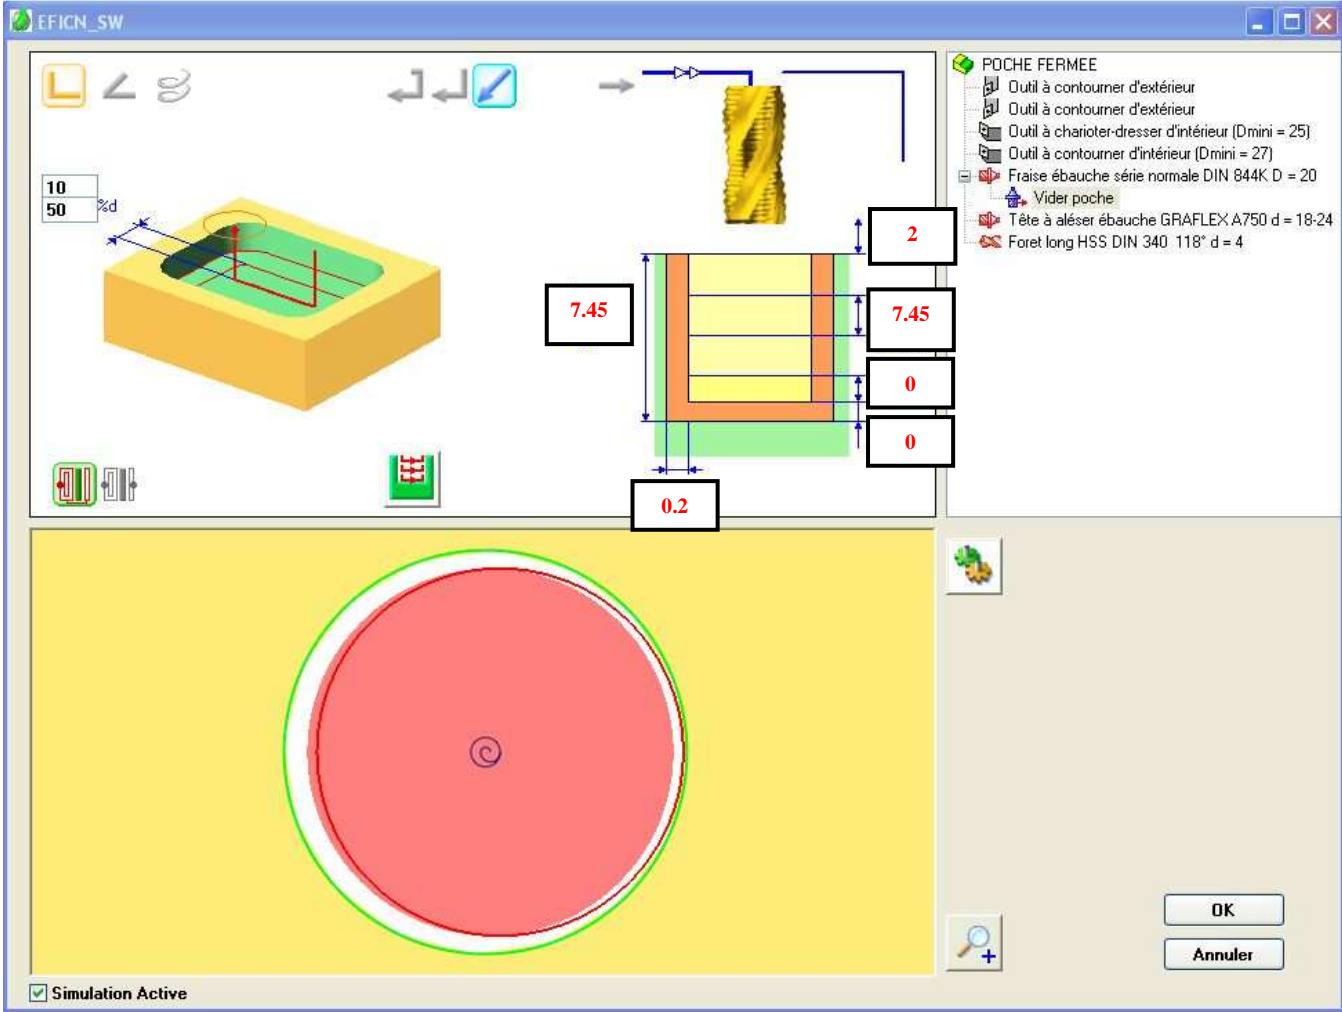 EFICN_SW
10
50 %d
2
7.45
7.45
0
0
0.2
POCHE FERMEE
Outil à contourner d'extérieur
Outil à contourner d'extérieur
Outil à charioter-dresser d'intérieur (Dmini = 25)
Outil à contourner d'intérieur (Dmini = 27)
Fraise ébauche série normale DIN 844K D = 20
Vider poche
Tête à aléser ébauche GRAFLEX A750 d = 18-24
Foret long HSS DIN 340 118° d = 4
OK
Annuler
Simulation Active